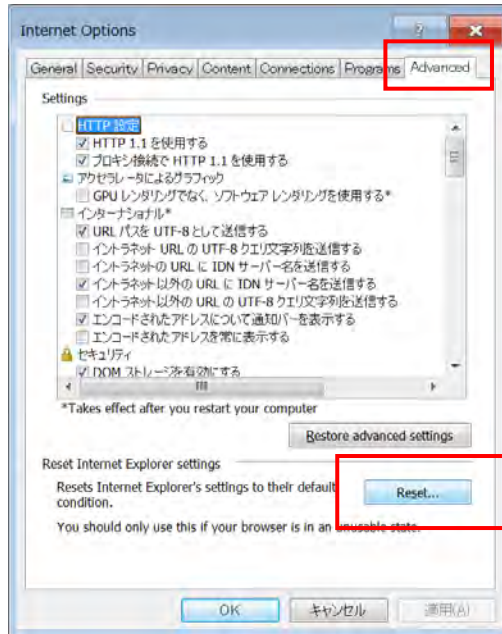 Internet Options
General Security Privacy Content Connections Programs Advanced
Settings
HTTP 設定
HTTP 1.1 を使用する
プロキシ接続で HTTP 1.1 を使用する
アクセラレータによるグラフィック
GPU レンダリングでなく、ソフトウェア レンダリングを使用する*
インターナショナル*
URL パスを UTF-8 として送信する
イントラネット URL の UTF-8 クエリ文字列を送信する
イントラネットの URL に IDN サーバー名を送信する
イントラネット以外の URL に IDN サーバー名を送信する
イントラネット以外の URL の UTF-8 クエリ文字列を送信する
エンコードされたアドレスについて通知バーを表示する
エンコードされたアドレスを常に表示する
セキュリティ
DOM ストレージを有効にする
*Takes effect after you restart your computer
Restore advanced settings
Reset Internet Explorer settings
Resets Internet Explorer's settings to their default
condition.
Reset...
You should only use this if your browser is in an unusable state.
OK キャンセル 適用(A)